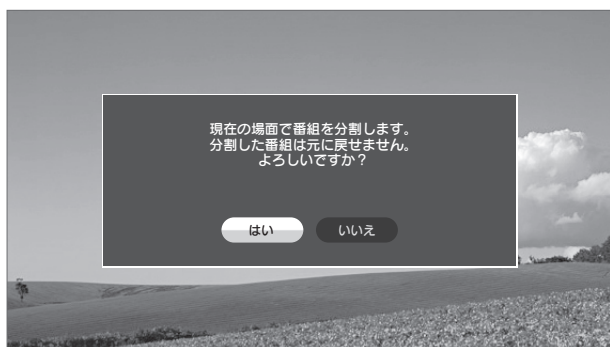 現在の場面で番組を分割します。
分割した番組は元に戻せません。
よろしいですか？
はい
いいえ